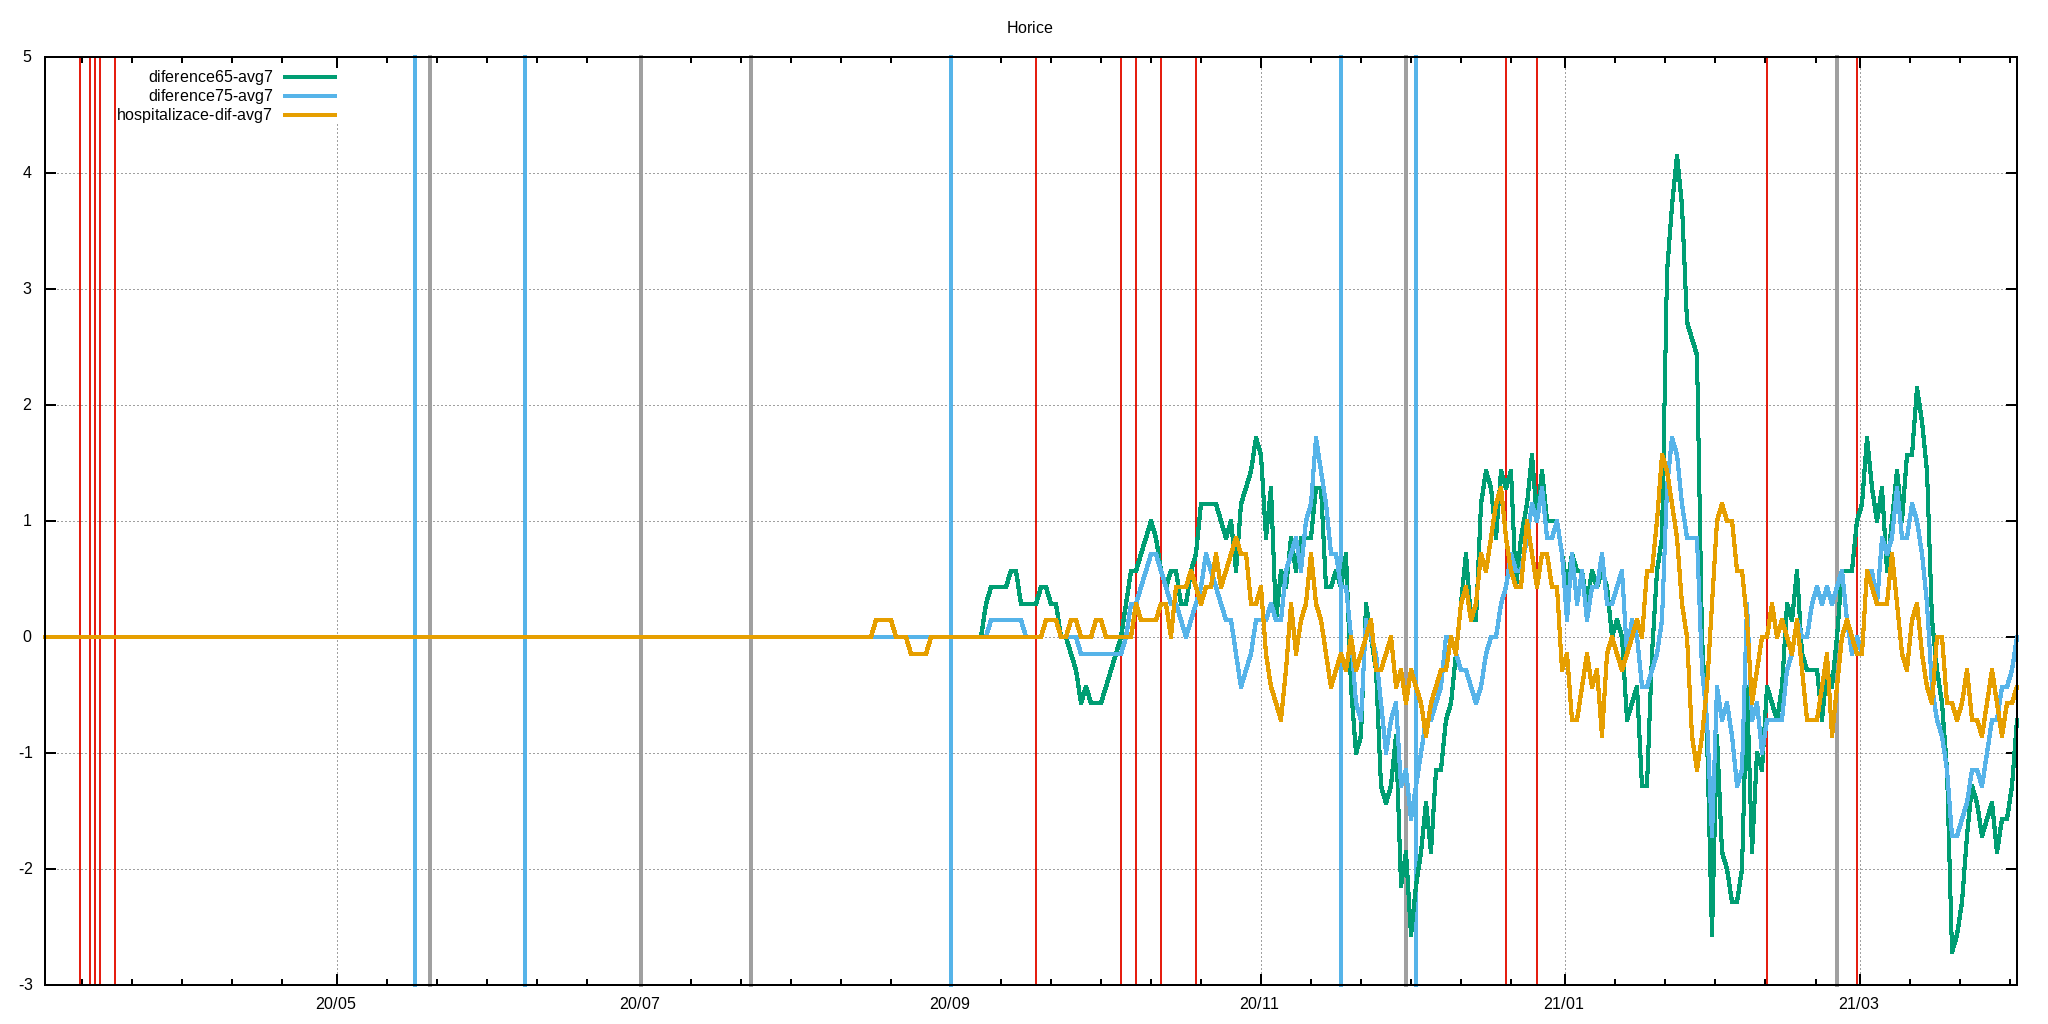 Horice
5
diference65-avg7
diference75-avg7
hospitalizace-dif-avg7
4
3
2
1
0
-1
-2
-3
20/05 20/07 20/09 20/11 21/01 21/03